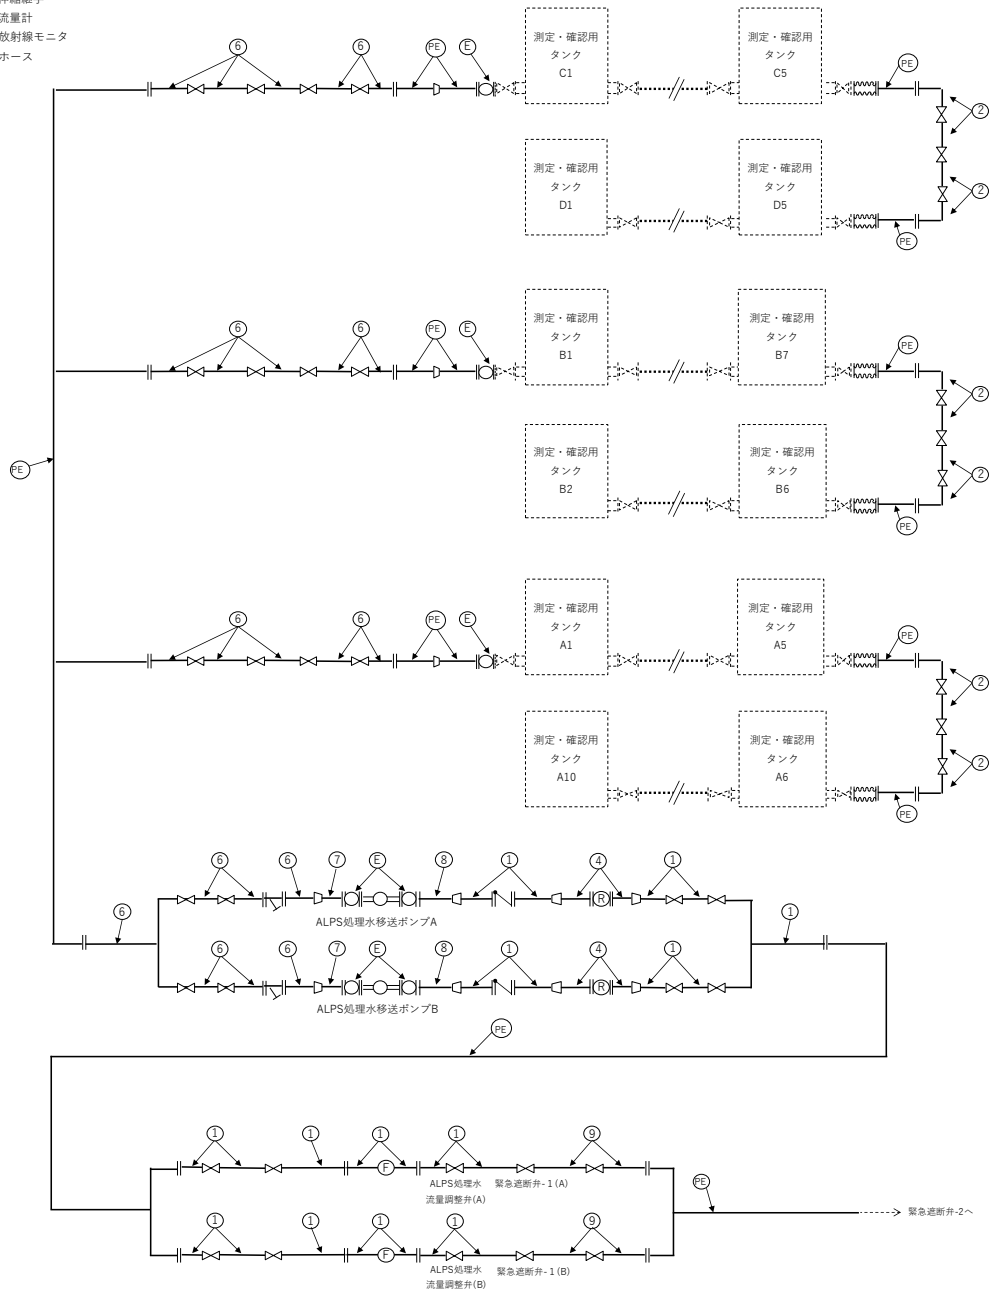 流量計
放射線モニタ
ホース
6
6
PE
E
測定・確認用
タンク
C1
測定・確認用
タンク
C5
PE
2
測定・確認用
タンク
D1
測定・確認用
タンク
D5
2
PE
6
6
PE
E
測定・確認用
タンク
B1
測定・確認用
タンク
B7
PE
2
PE
測定・確認用
タンク
B2
測定・確認用
タンク
B6
2
PE
6
6
PE
E
測定・確認用
タンク
A1
測定・確認用
タンク
A5
PE
2
測定・確認用
タンク
A10
測定・確認用
タンク
A6
2
PE
6
6
7
E
8
1
4
1
R
6
1
ALPS処理水移送ポンプA
6
6
7
E
8
1
4
1
R
ALPS処理水移送ポンプB
PE
1
1
1
1
9
F
ALPS処理水
流量調整弁(A)
緊急遮断弁-１(A)
PE
緊急遮断弁-2へ
1
1
1
1
9
F
ALPS処理水
流量調整弁(B)
緊急遮断弁-１(B)